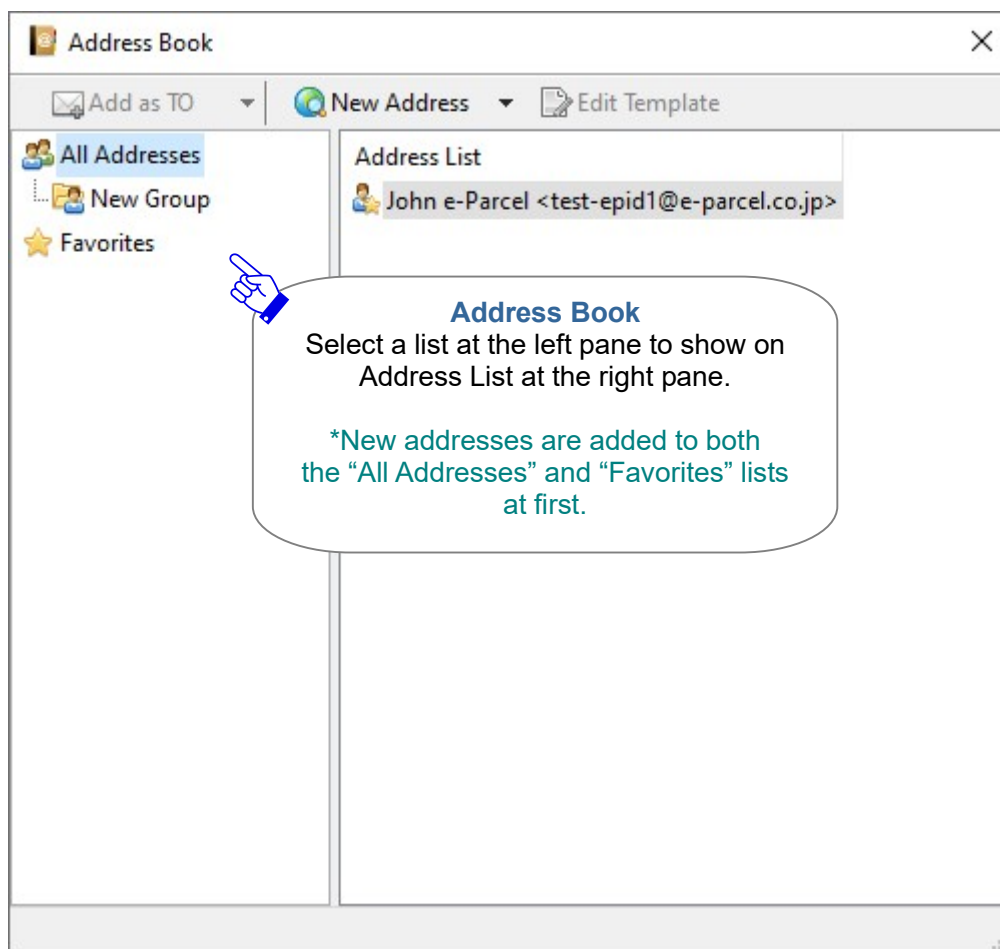 Address Book
Add as TO New Address Edit Template
All Addresses
New Group
Favorites
Address List
John e-Parcel <test-epid1@e-parcel.co.jp>
Address Book
Select a list at the left pane to show on
Address List at the right pane.
*New addresses are added to both
the “All Addresses” and “Favorites” lists
at first.